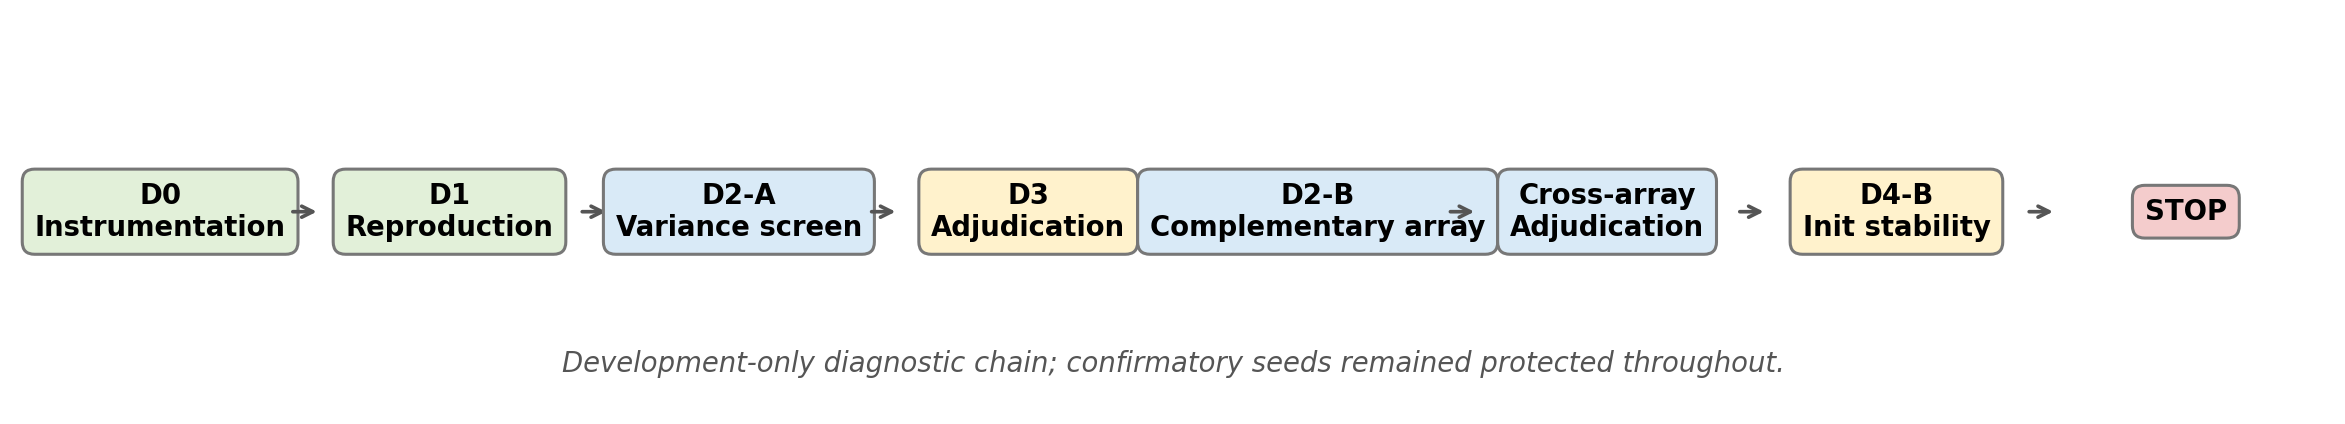 D0
Instrumentation
D1
Reproduction
D2-A
Variance screen
D3
Adjudication
D2-B
Complementary array
Cross-array
Adjudication
D4-B
Init stability
STOP
Development-only diagnostic chain; confirmatory seeds remained protected throughout.